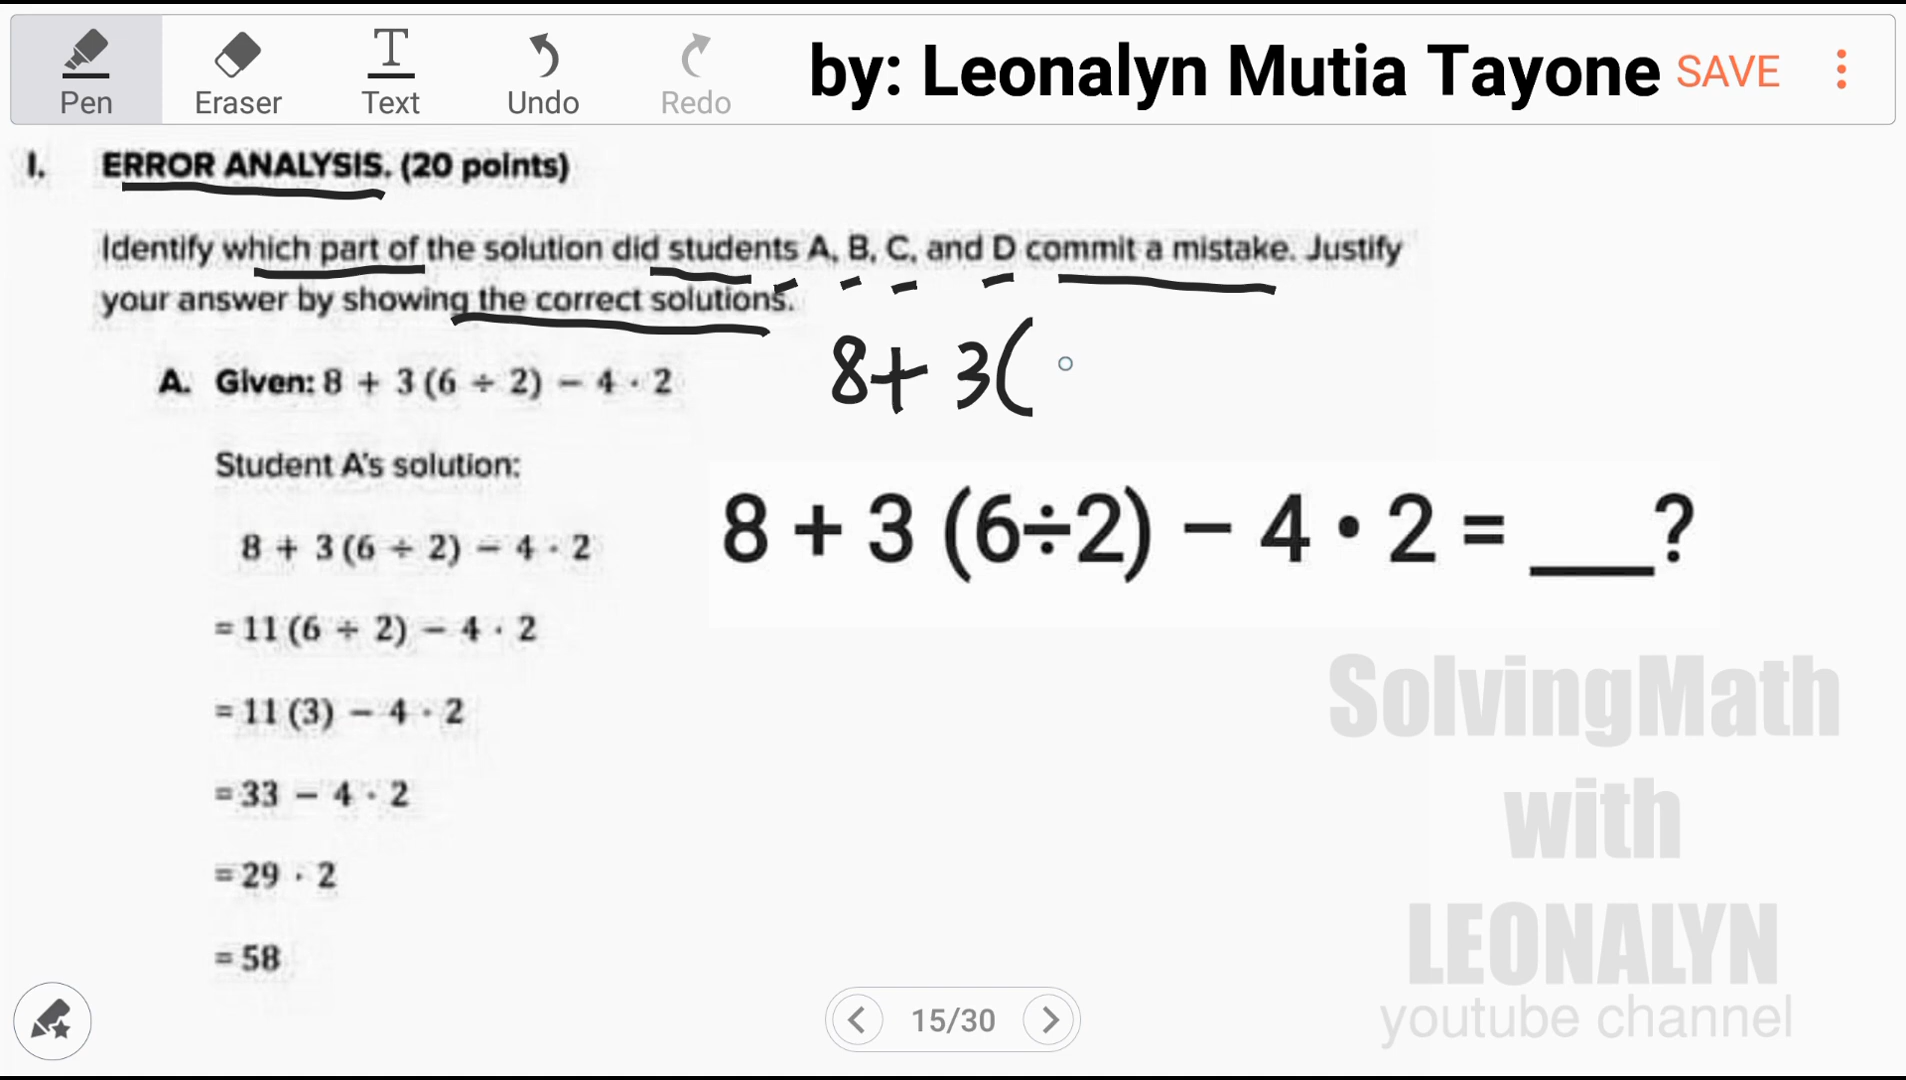 Pen Eraser Text Undo Redo by: Leonalyn Mutia Tayone SAVE
I. ERROR ANALYSIS. (20 points)
Identify which part of the solution did students A, B, C, and D commit a mistake. Justify
your answer by showing the correct solutions.
8+ 3(
A. Given: 8 + 3 (6 ÷ 2) − 4 · 2
Student A's solution:
8 + 3 (6÷2) − 4 • 2 = ___?
8 + 3 (6 ÷ 2) − 4 · 2
= 11 (6 ÷ 2) − 4 · 2
= 11 (3) − 4 · 2
= 33 − 4 · 2
= 29 · 2
= 58
SolvingMath
with
LEONALYN
youtube channel
15/30